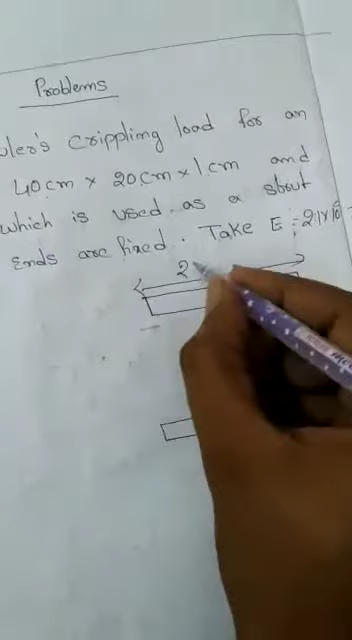 Problems
uler's crippling load for an
40cm x 20cm x 1cm and
which is used as a strut
Ends are fixed. Take E = 2.1x10
2